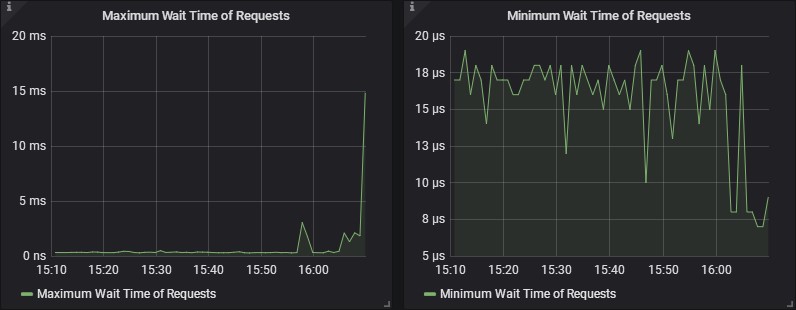 Maximum Wait Time of Requests
20 ms
15 ms
10 ms
5 ms
0 ns
15:10 15:20 15:30 15:40 15:50 16:00
Maximum Wait Time of Requests
Minimum Wait Time of Requests
20 µs
18 µs
15 µs
13 µs
10 µs
8 µs
5 µs
15:10 15:20 15:30 15:40 15:50 16:00
Minimum Wait Time of Requests